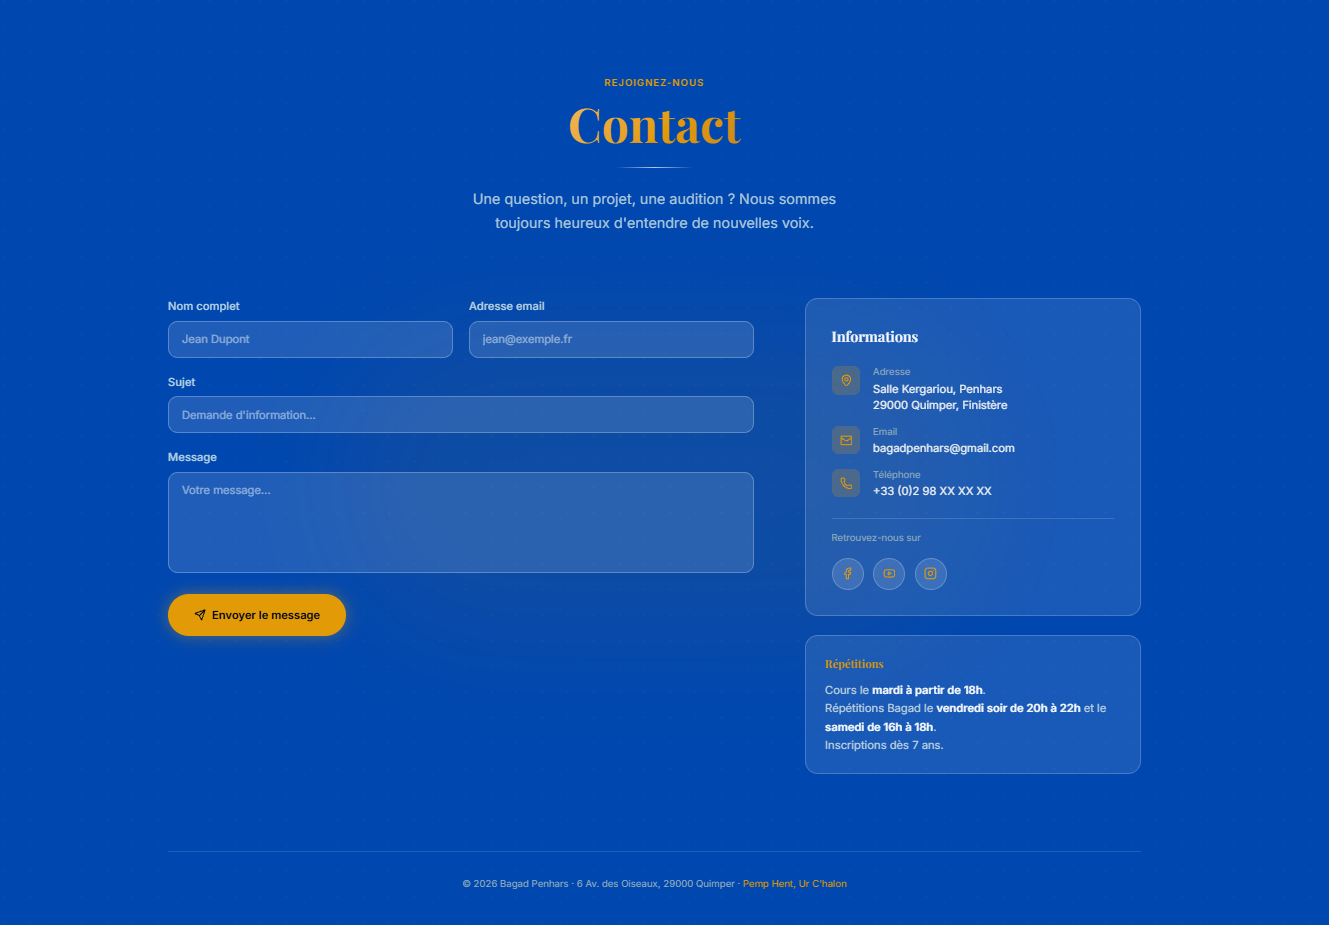 REJOIGNEZ-NOUS
Contact
Une question, un projet, une audition ? Nous sommes
toujours heureux d'entendre de nouvelles voix.
Nom complet
Jean Dupont
Adresse email
jean@exemple.fr
Sujet
Demande d'information...
Message
Votre message...
Envoyer le message
Informations
Adresse
Salle Kergariou, Penhars
29000 Quimper, Finistère
Email
bagadpenhars@gmail.com
Téléphone
+33 (0)2 98 XX XX XX
Retrouvez-nous sur
Répétitions
Cours le mardi à partir de 18h.
Répétitions Bagad le vendredi soir de 20h à 22h et le
samedi de 16h à 18h.
Inscriptions dès 7 ans.
© 2026 Bagad Penhars · 6 Av. des Oiseaux, 29000 Quimper · Pemp Hent, Ur C'halon